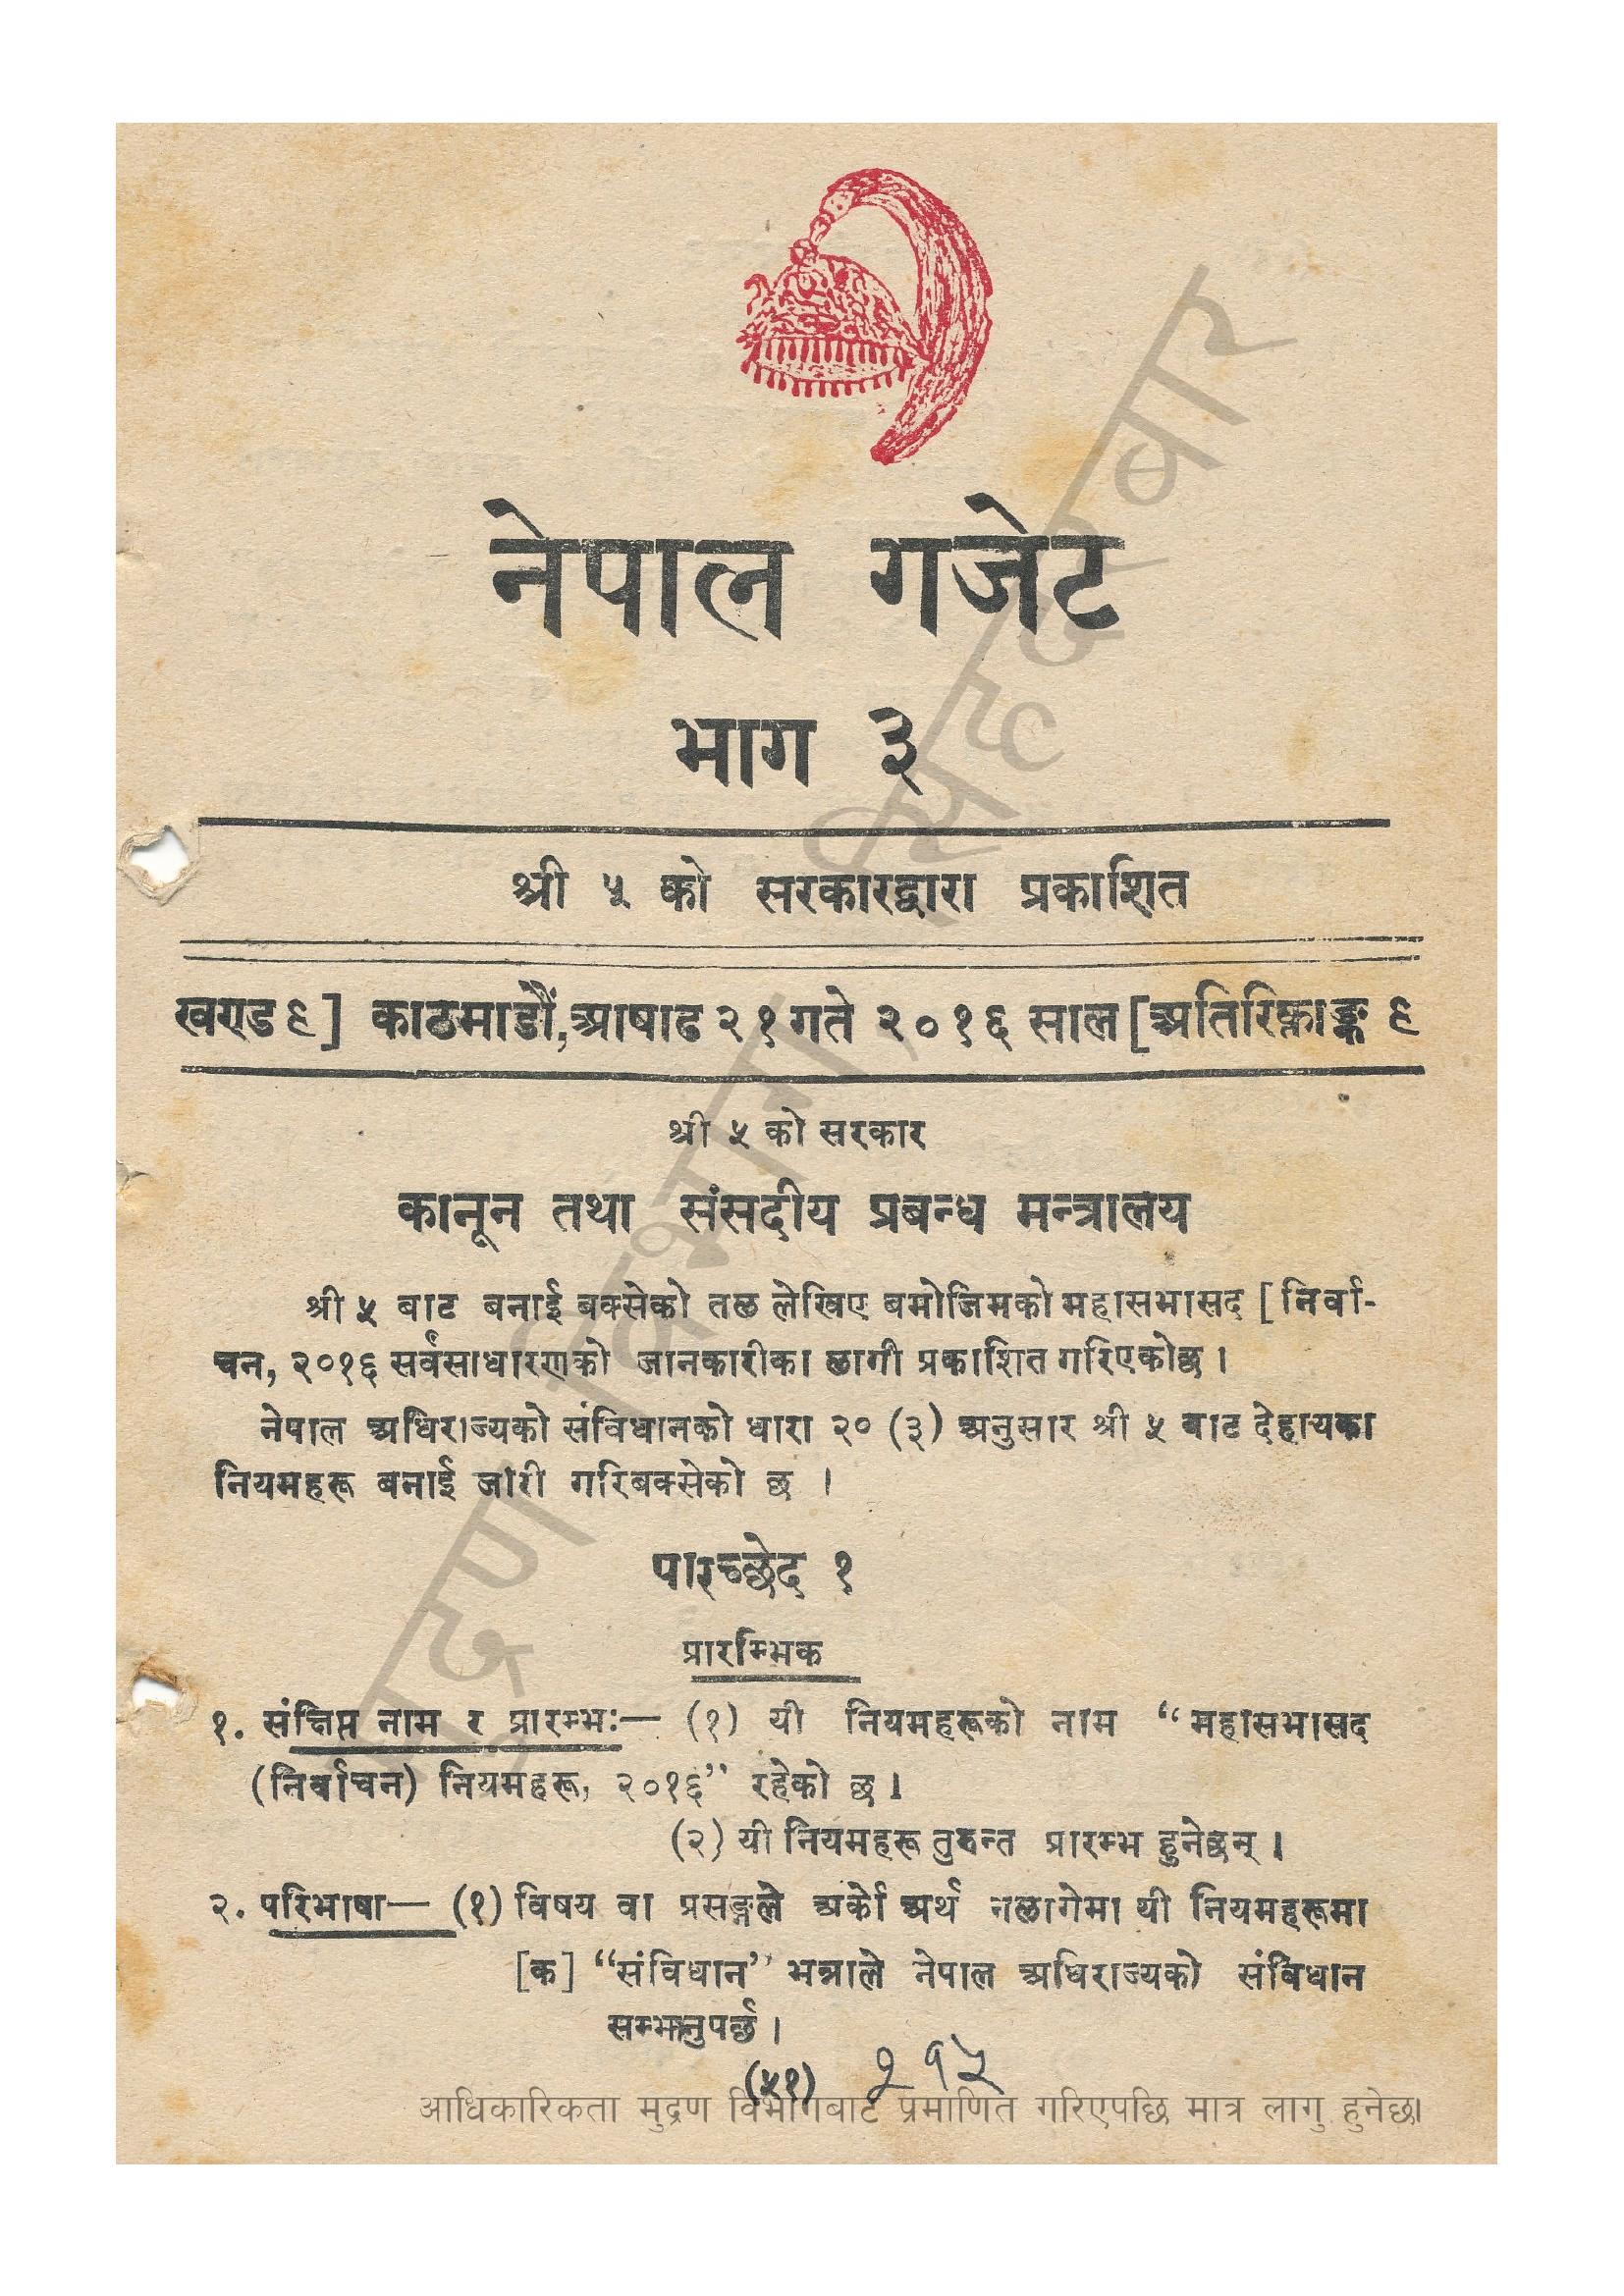 नेपाल गजेट
भाग ३
श्री ५ को सरकारद्वारा प्रकाशित
खण्ड ९] काठमाडौं, आषाढ २१ गते २०१६ साल [अतिरिक्ताङ्क ९
श्री ५ को सरकार
कानून तथा संसदीय प्रबन्ध मन्त्रालय
श्री ५ बाट बनाई बक्सेको तल लेखिए बमोजिमको महासभासद [निर्वा-
चन, २०१६ सर्वसाधारणको जानकारीका लागी प्रकाशित गरिएकोछ।
नेपाल अधिराज्यको संविधानको धारा २० (३) अनुसार श्री ५ बाट देहायका
नियमहरू बनाई जारी गरिबक्सेको छ ।
परिच्छेद १
प्रारम्भिक
१. संक्षिप्त नाम र प्रारम्भः— (१) यी नियमहरूको नाम “महासभासद
(निर्वाचन) नियमहरू, २०१६” रहेको छ।
(२) यी नियमहरू तुरुन्त प्रारम्भ हुनेछन्।
२. परिभाषा— (१) विषय वा प्रसङ्गले अर्को अर्थ नलागेमा यी नियमहरूमा
[क] “संविधान” भन्नाले नेपाल अधिराज्यको संविधान
सम्झनुपर्छ।
(५१) २१५
आधिकारिकता मुद्रण विभागबाट प्रमाणित गरिएपछि मात्र लागु हुनेछ।
मुद्रण विभाग, सिंहदरबार